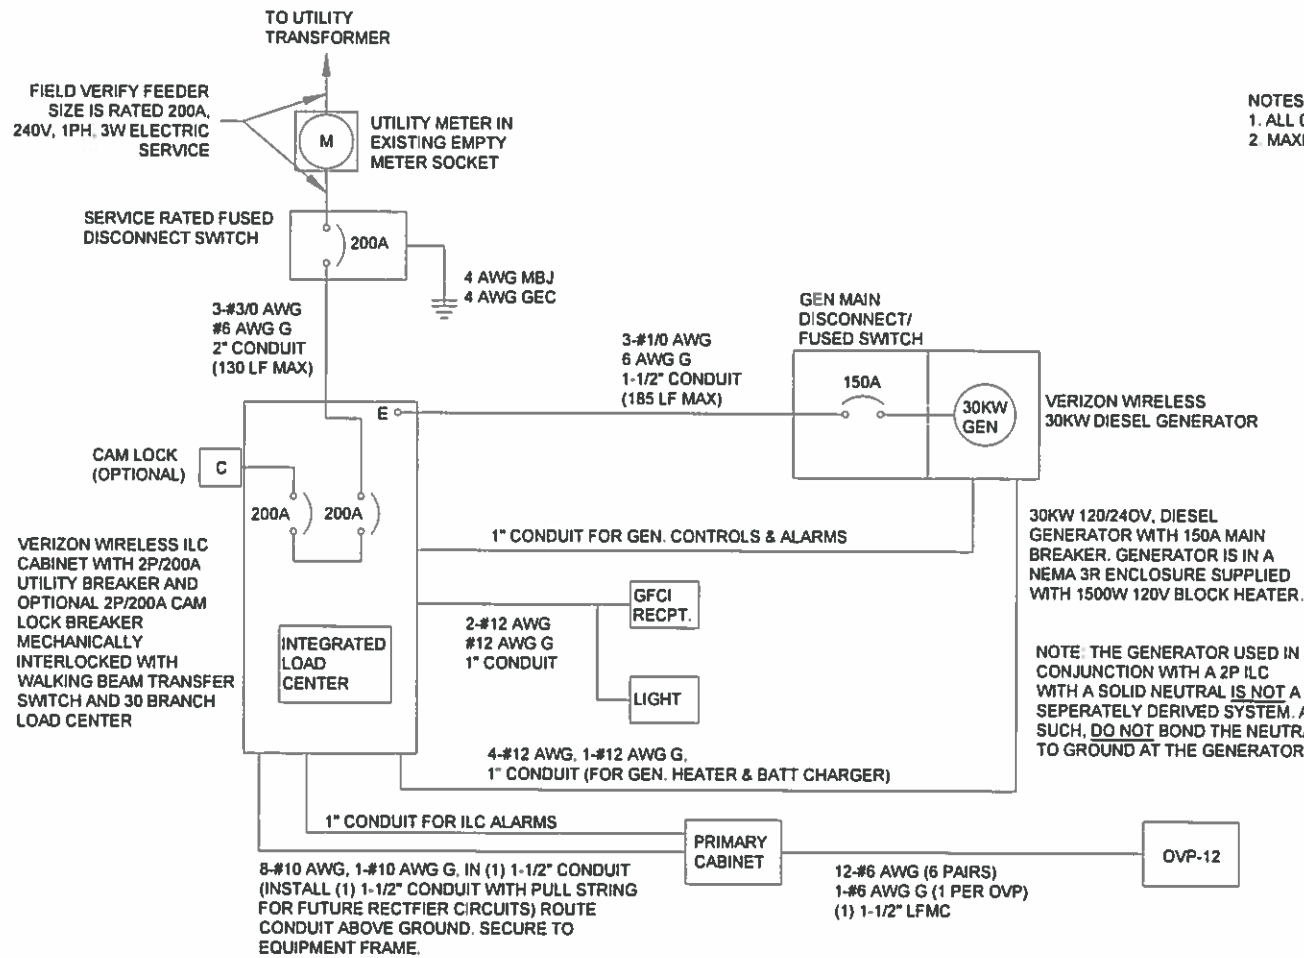 TO UTILITY
TRANSFORMER
FIELD VERIFY FEEDER
SIZE IS RATED 200A,
240V, 1PH, 3W ELECTRIC
SERVICE
M
UTILITY METER IN
EXISTING EMPTY
METER SOCKET
NOTES
1. ALL
2. MAX
SERVICE RATED FUSED
DISCONNECT SWITCH
200A
4 AWG MBJ
4 AWG GEC
3-#3/0 AWG
#6 AWG G
2" CONDUIT
(130 LF MAX)
3-#1/0 AWG
6 AWG G
1-1/2" CONDUIT
(185 LF MAX)
GEN MAIN
DISCONNECT/
FUSED SWITCH
150A
30KW
GEN
VERIZON WIRELESS
30KW DIESEL GENERATOR
E
CAM LOCK
(OPTIONAL)
C
200A
200A
1" CONDUIT FOR GEN. CONTROLS & ALARMS
30KW 120/24OV, DIESEL
GENERATOR WITH 150A MAIN
BREAKER. GENERATOR IS IN A
NEMA 3R ENCLOSURE SUPPLIED
WITH 1500W 120V BLOCK HEATER.
VERIZON WIRELESS ILC
CABINET WITH 2P/200A
UTILITY BREAKER AND
OPTIONAL 2P/200A CAM
LOCK BREAKER
MECHANICALLY
INTERLOCKED WITH
WALKING BEAM TRANSFER
SWITCH AND 30 BRANCH
LOAD CENTER
GFCI
RECPT.
2-#12 AWG
#12 AWG G
1" CONDUIT
INTEGRATED
LOAD
CENTER
LIGHT
NOTE: THE GENERATOR USED IN
CONJUNCTION WITH A 2P ILC
WITH A SOLID NEUTRAL IS NOT A
SEPERATELY DERIVED SYSTEM.
SUCH, DO NOT BOND THE
TO GROUND AT THE GENERATOR
4-#12 AWG, 1-#12 AWG G,
1" CONDUIT (FOR GEN. HEATER & BATT CHARGER)
1" CONDUIT FOR ILC ALARMS
PRIMARY
CABINET
OVP-12
8-#10 AWG, 1-#10 AWG G, IN (1) 1-1/2" CONDUIT
(INSTALL (1) 1-1/2" CONDUIT WITH PULL STRING
FOR FUTURE RECTFIER CIRCUITS) ROUTE
CONDUIT ABOVE GROUND. SECURE TO
EQUIPMENT FRAME.
12-#6 AWG (6 PAIRS)
1-#6 AWG G (1 PER OVP)
(1) 1-1/2" LFMC